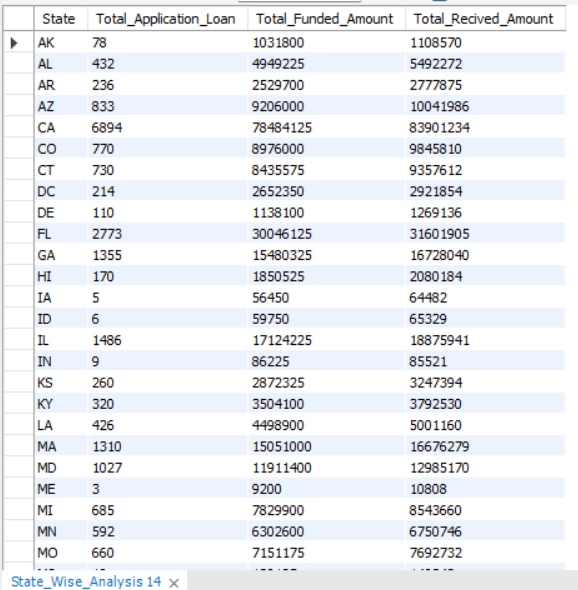 State Total_Application_Loan Total_Funded_Amount Total_Recived_Amount
AK 78 1031800 1108570
AL 432 4949225 5492272
AR 236 2529700 2777875
AZ 833 9206000 10041986
CA 6894 78484125 83901234
CO 770 8976000 9845810
CT 730 8435575 9357612
DC 214 2652350 2921854
DE 110 1138100 1269136
FL 2773 30046125 31601905
GA 1355 15480325 16728040
HI 170 1850525 2080184
IA 5 56450 64482
ID 6 59750 65329
IL 1486 17124225 18875941
IN 9 86225 85521
KS 260 2872325 3247394
KY 320 3504100 3792530
LA 426 4498900 5001160
MA 1310 15051000 16676279
MD 1027 11911400 12985170
ME 3 9200 10808
MI 685 7829900 8543660
MN 592 6302600 6750746
MO 660 7151175 7692732
State_Wise_Analysis 14